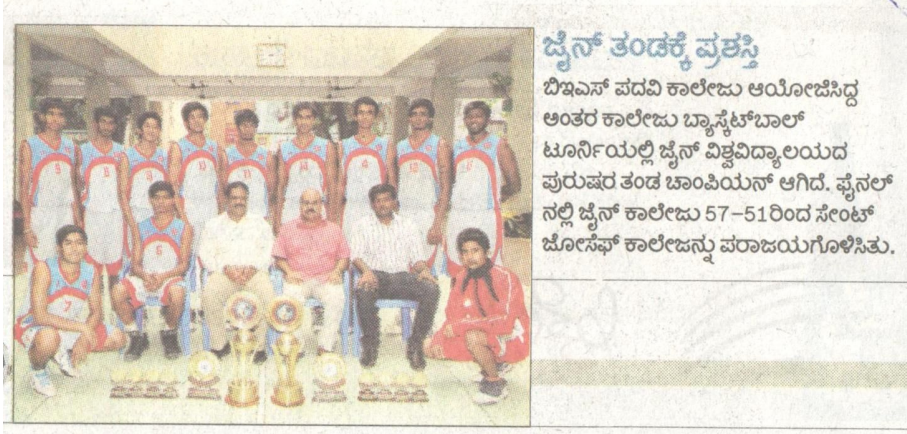 ಜೈನ್ ತಂಡಕ್ಕೆ ಪ್ರಶಸ್ತಿ
ಬಿಇಎಸ್ ಪದವಿ ಕಾಲೇಜು ಆಯೋಜಿಸಿದ್ದ
ಅಂತರ ಕಾಲೇಜು ಬ್ಯಾಸ್ಕೆಟ್‌ಬಾಲ್
ಟೂರ್ನಿಯಲ್ಲಿ ಜೈನ್ ವಿಶ್ವವಿದ್ಯಾಲಯದ
ಪುರುಷರ ತಂಡ ಚಾಂಪಿಯನ್ ಆಗಿದೆ. ಫೈನಲ್
ನಲ್ಲಿ ಜೈನ್ ಕಾಲೇಜು 57–51ರಿಂದ ಸೇಂಟ್
ಜೋಸೆಫ್ ಕಾಲೇಜನ್ನು ಪರಾಜಯಗೊಳಿಸಿತು.